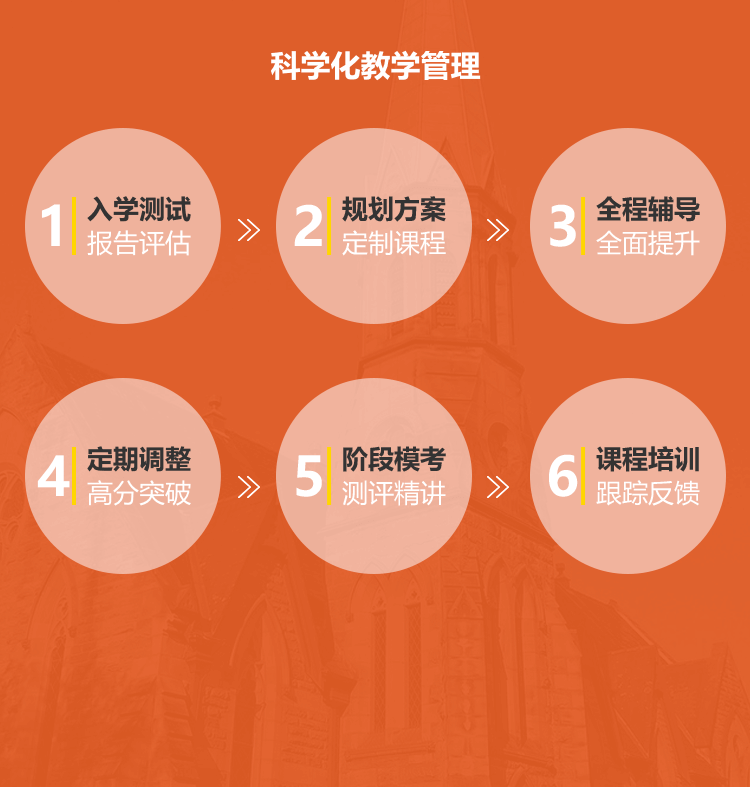 科学化教学管理
1
入学测试
报告评估
2
规划方案
定制课程
3
全程辅导
全面提升
4
定期调整
高分突破
5
阶段模考
测评精讲
6
课程培训
跟踪反馈